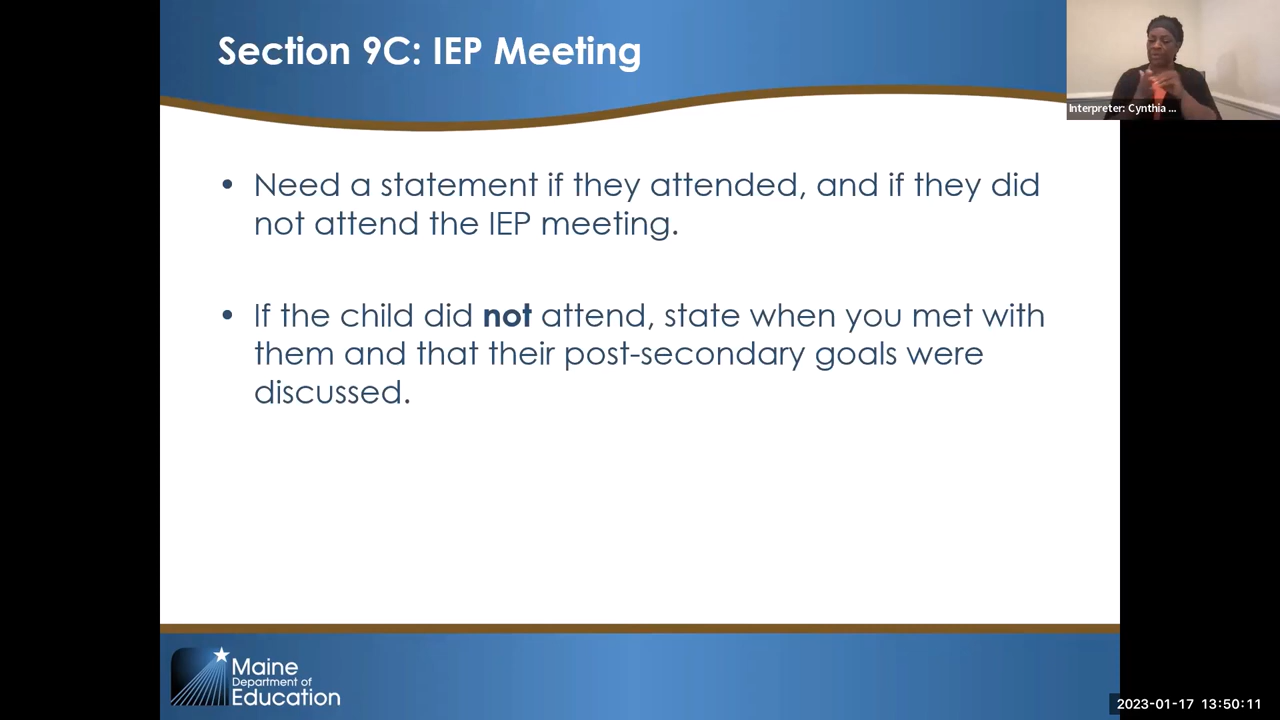 Section 9C: IEP Meeting
Interpreter: Cynthia ...
• Need a statement if they attended, and if they did
not attend the IEP meeting.
• If the child did not attend, state when you met with
them and that their post-secondary goals were
discussed.
Maine
Department of
Education
2023-01-17 13:50:11